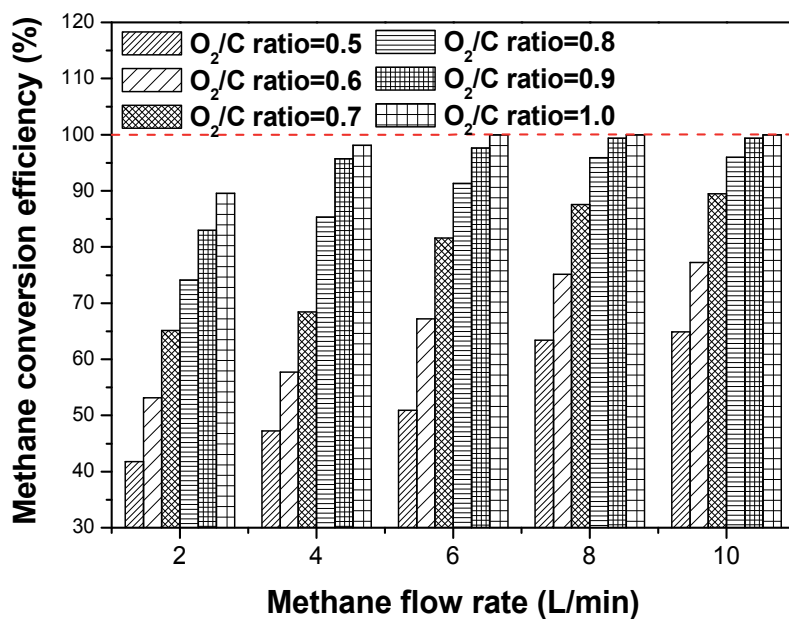 Methane conversion efficiency (%)
120
110
100
90
80
70
60
50
40
30
O₂/C ratio=0.5
O₂/C ratio=0.6
O₂/C ratio=0.7
O₂/C ratio=0.8
O₂/C ratio=0.9
O₂/C ratio=1.0
2 4 6 8 10
Methane flow rate (L/min)